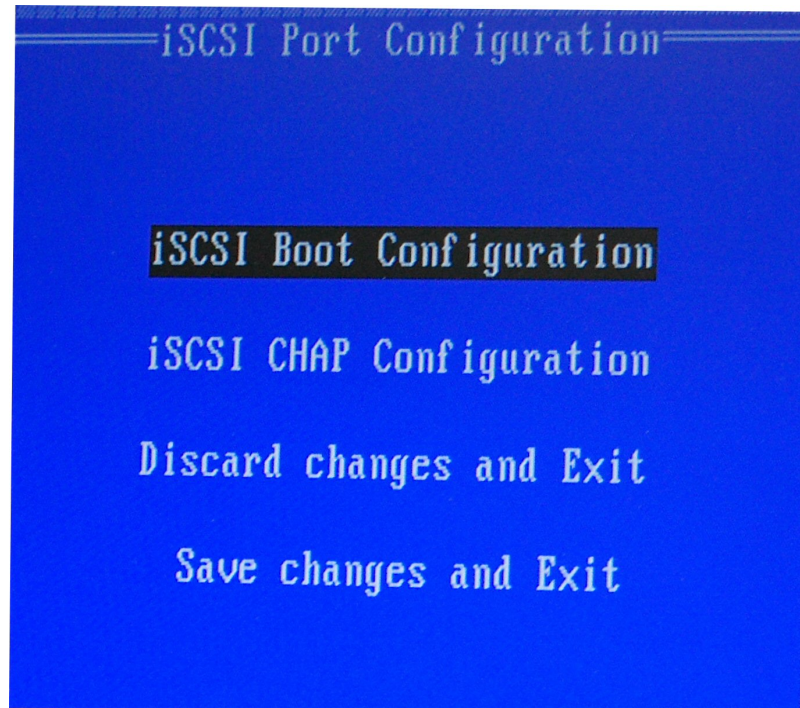 iSCSI Port Configuration
iSCSI Boot Configuration
iSCSI CHAP Configuration
Discard changes and Exit
Save changes and Exit